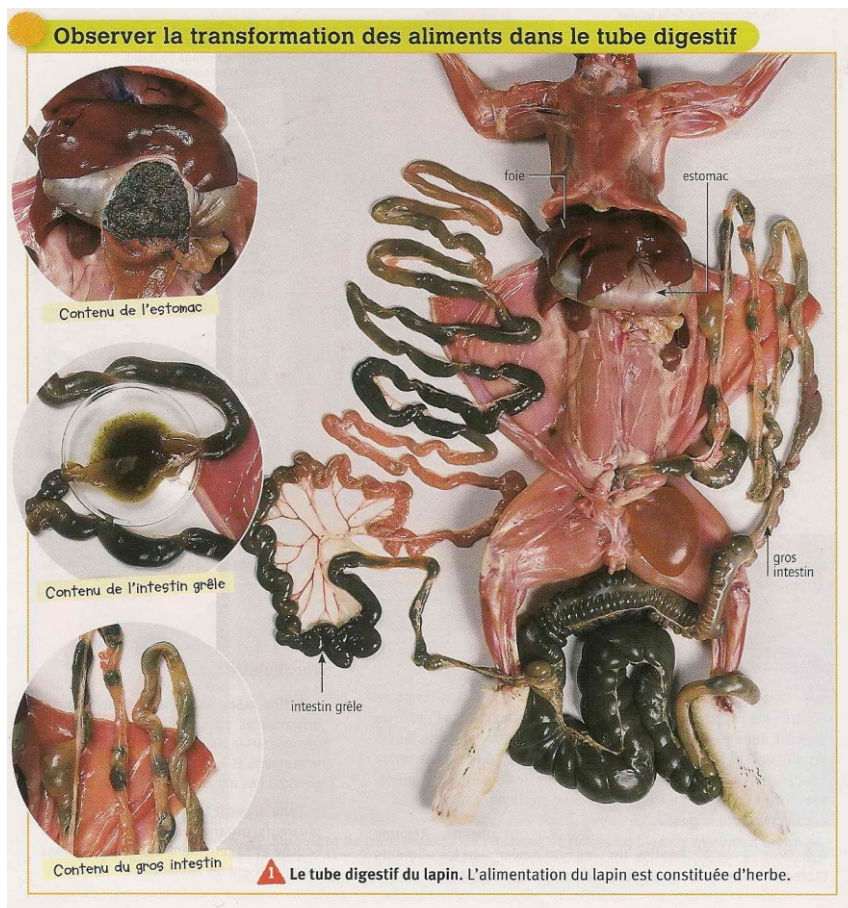 Observer la transformation des aliments dans le tube digestif
foie
estomac
Contenu de l'estomac
Contenu de l'intestin grêle
gros
intestin
intestin grêle
Contenu du gros intestin
1 Le tube digestif du lapin. L'alimentation du lapin est constituée d'herbe.